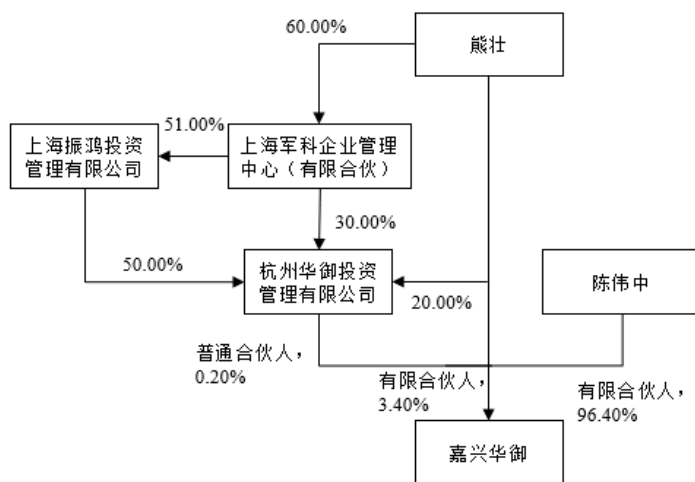 60.00%
熊壮
51.00%
上海振鸿投资
管理有限公司
上海军科企业管理
中心（有限合伙）
30.00%
50.00%
杭州华御投资
管理有限公司
20.00%
陈伟中
普通合伙人，
0.20%
有限合伙人，
3.40%
有限合伙人，
96.40%
嘉兴华御